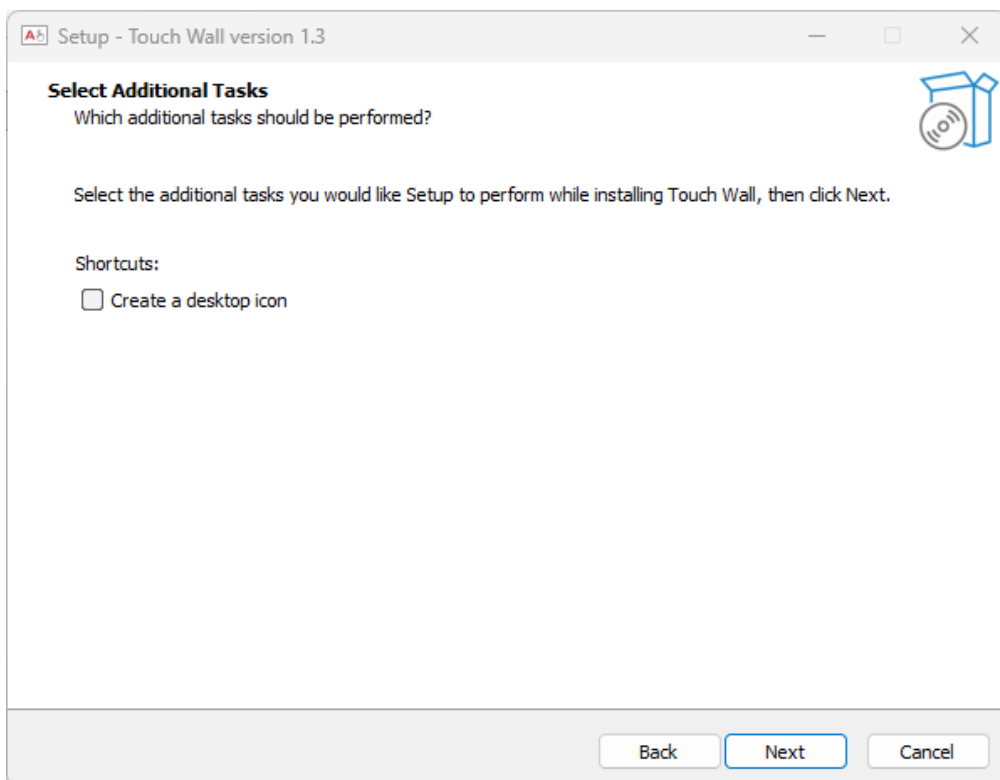 Setup - Touch Wall version 1.3
Select Additional Tasks
Which additional tasks should be performed?
Select the additional tasks you would like Setup to perform while installing Touch Wall, then click Next.
Shortcuts:
Create a desktop icon
Back Next Cancel